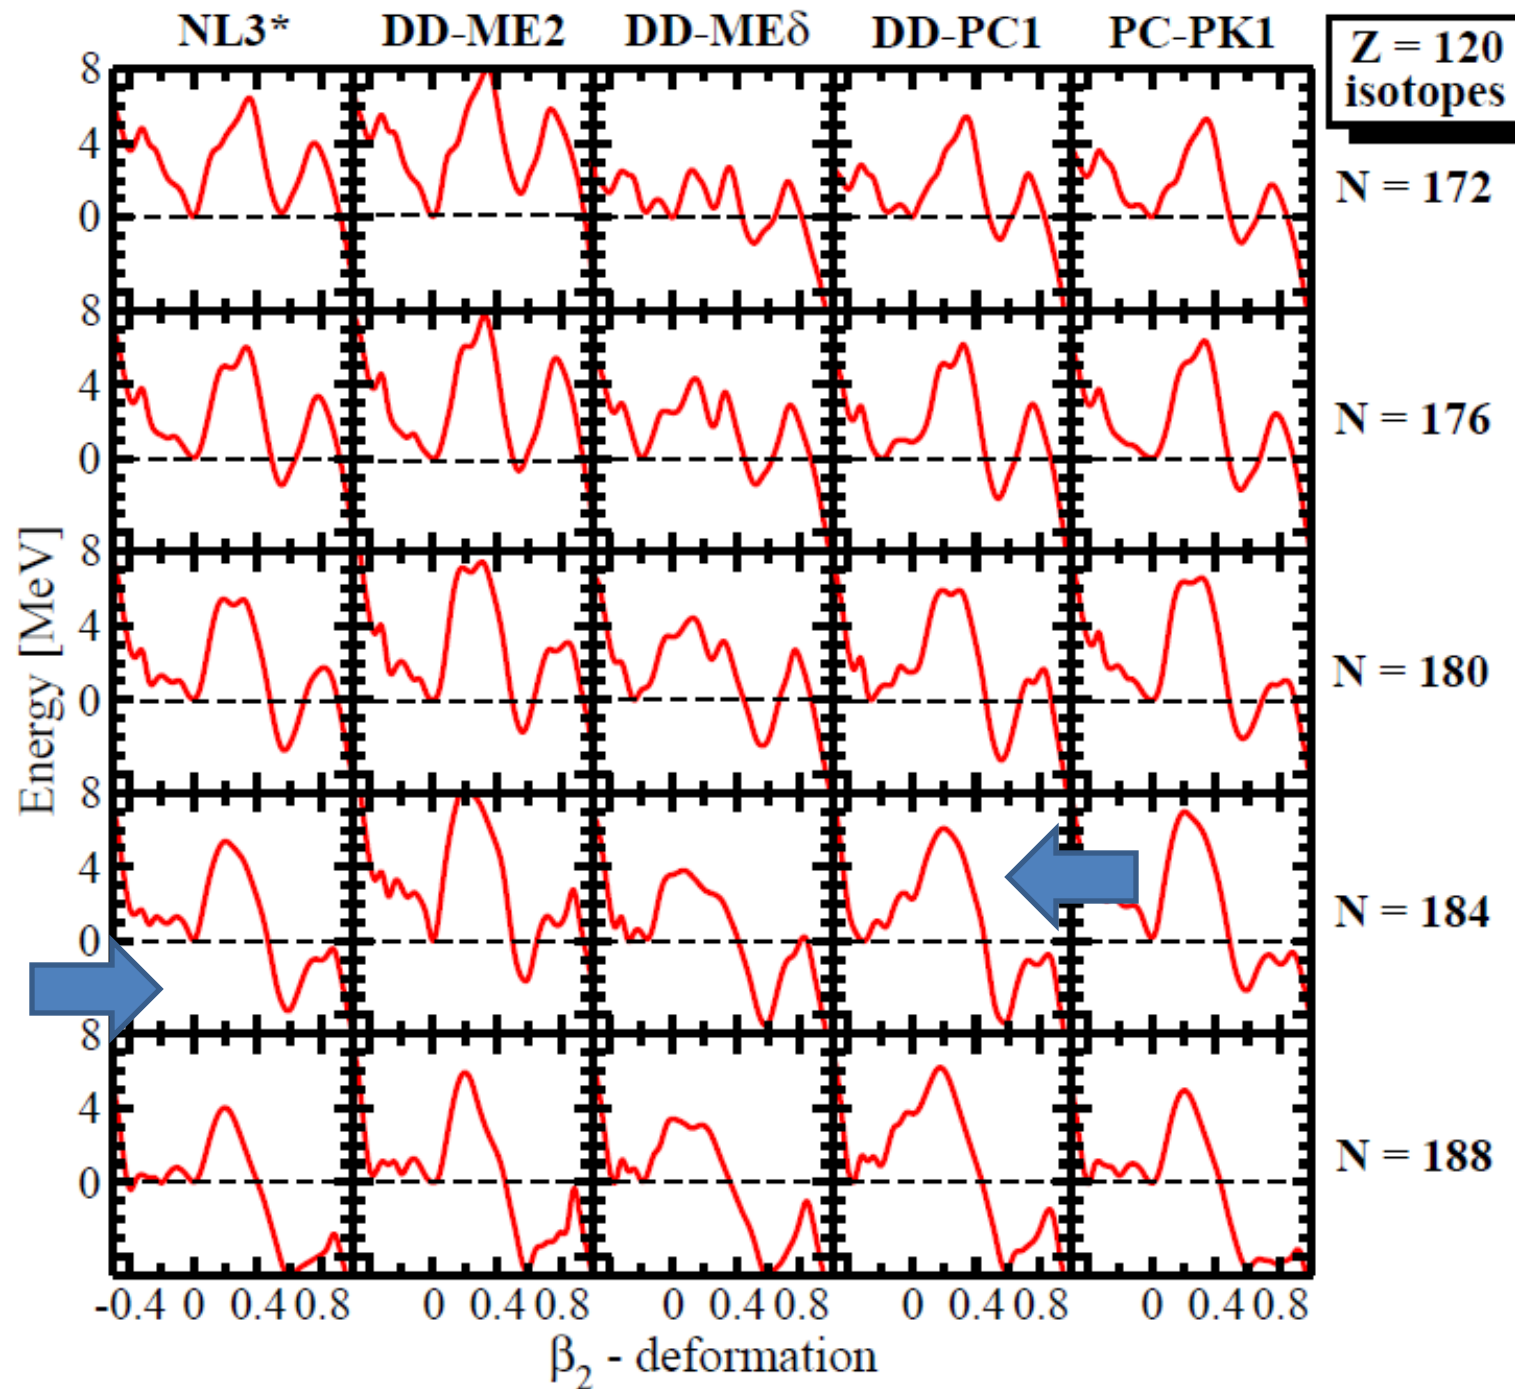 NL3* DD-ME2 DD-MEδ DD-PC1 PC-PK1
Z = 120
isotopes
8
4
0
N = 172
8
4
0
N = 176
8
4
0
N = 180
8
4
0
N = 184
8
4
0
N = 188
Energy [MeV]
-0.4 0 0.4 0.8 0 0.4 0.8 0 0.4 0.8 0 0.4 0.8 0 0.4 0.8
β2 - deformation